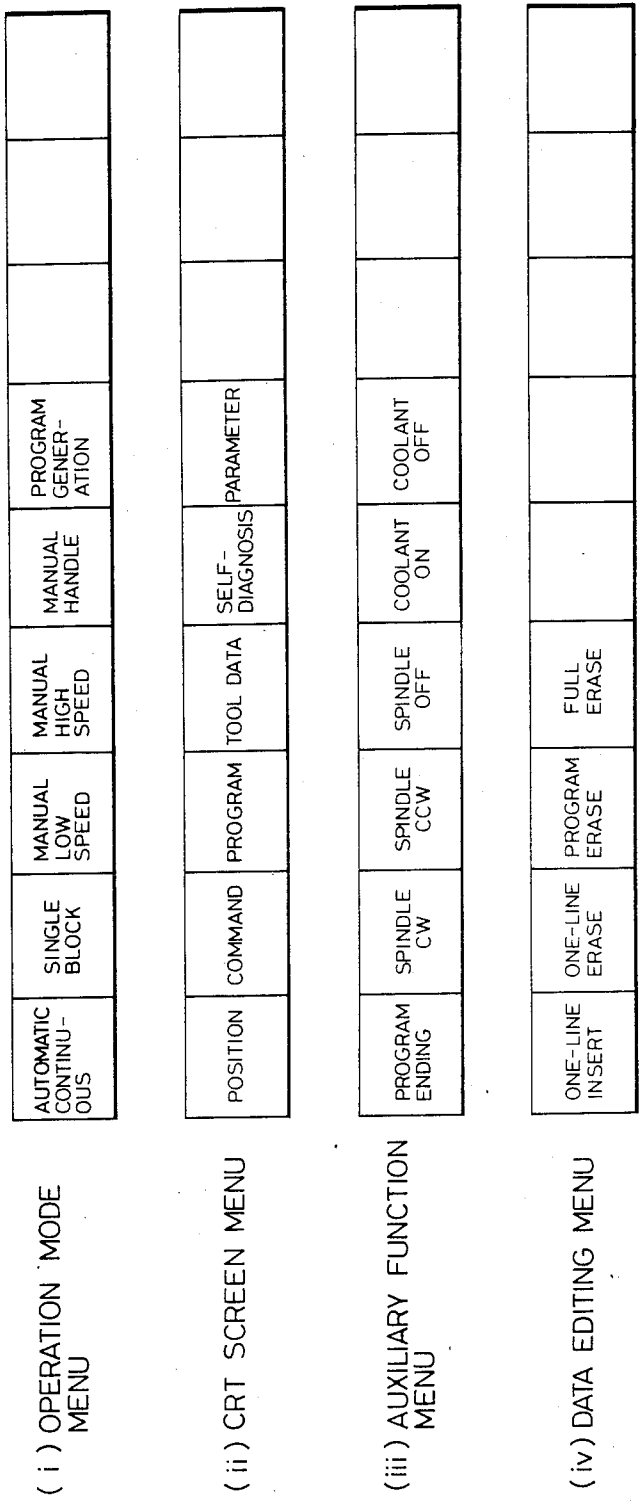 ( i ) OPERATION MODE
MENU
AUTOMATIC
CONTINU-
OUS
SINGLE
BLOCK
MANUAL
LOW
SPEED
MANUAL
HIGH
SPEED
MANUAL
HANDLE
PROGRAM
GENER-
ATION
( ii ) CRT SCREEN MENU
POSITION
COMMAND
PROGRAM
TOOL DATA
SELF-
DIAGNOSIS
PARAMETER
(iii) AUXILIARY FUNCTION
MENU
PROGRAM
ENDING
SPINDLE
CW
SPINDLE
CCW
SPINDLE
OFF
COOLANT
ON
COOLANT
OFF
(iv) DATA EDITING MENU
ONE-LINE
INSERT
ONE-LINE
ERASE
PROGRAM
ERASE
FULL
ERASE